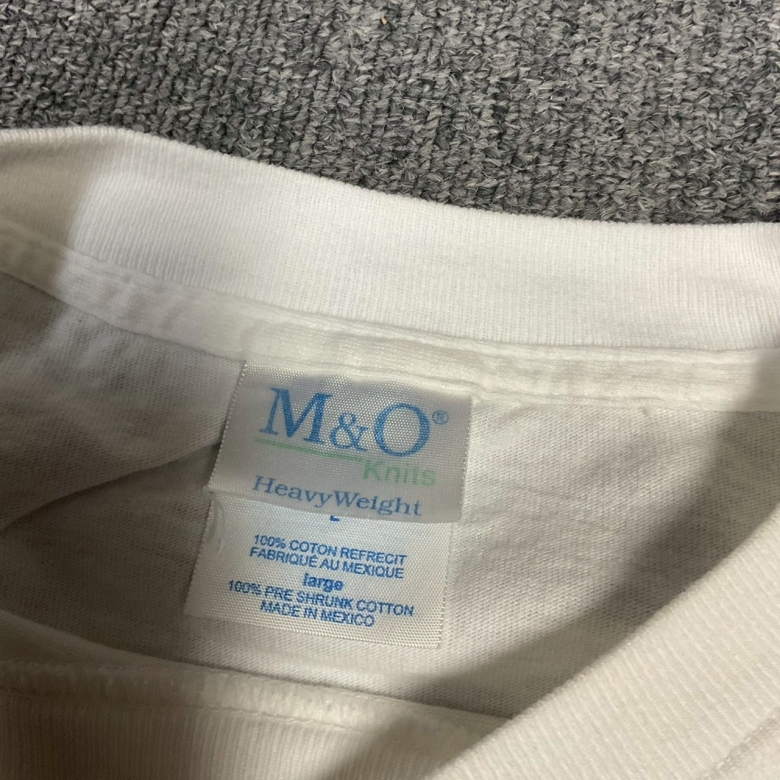 M&O®
Knits
HeavyWeight
L
100% COTON REFRECIT
FABRIQUÉ AU MEXIQUE
large
100% PRE SHRUNK COTTON
MADE IN MEXICO